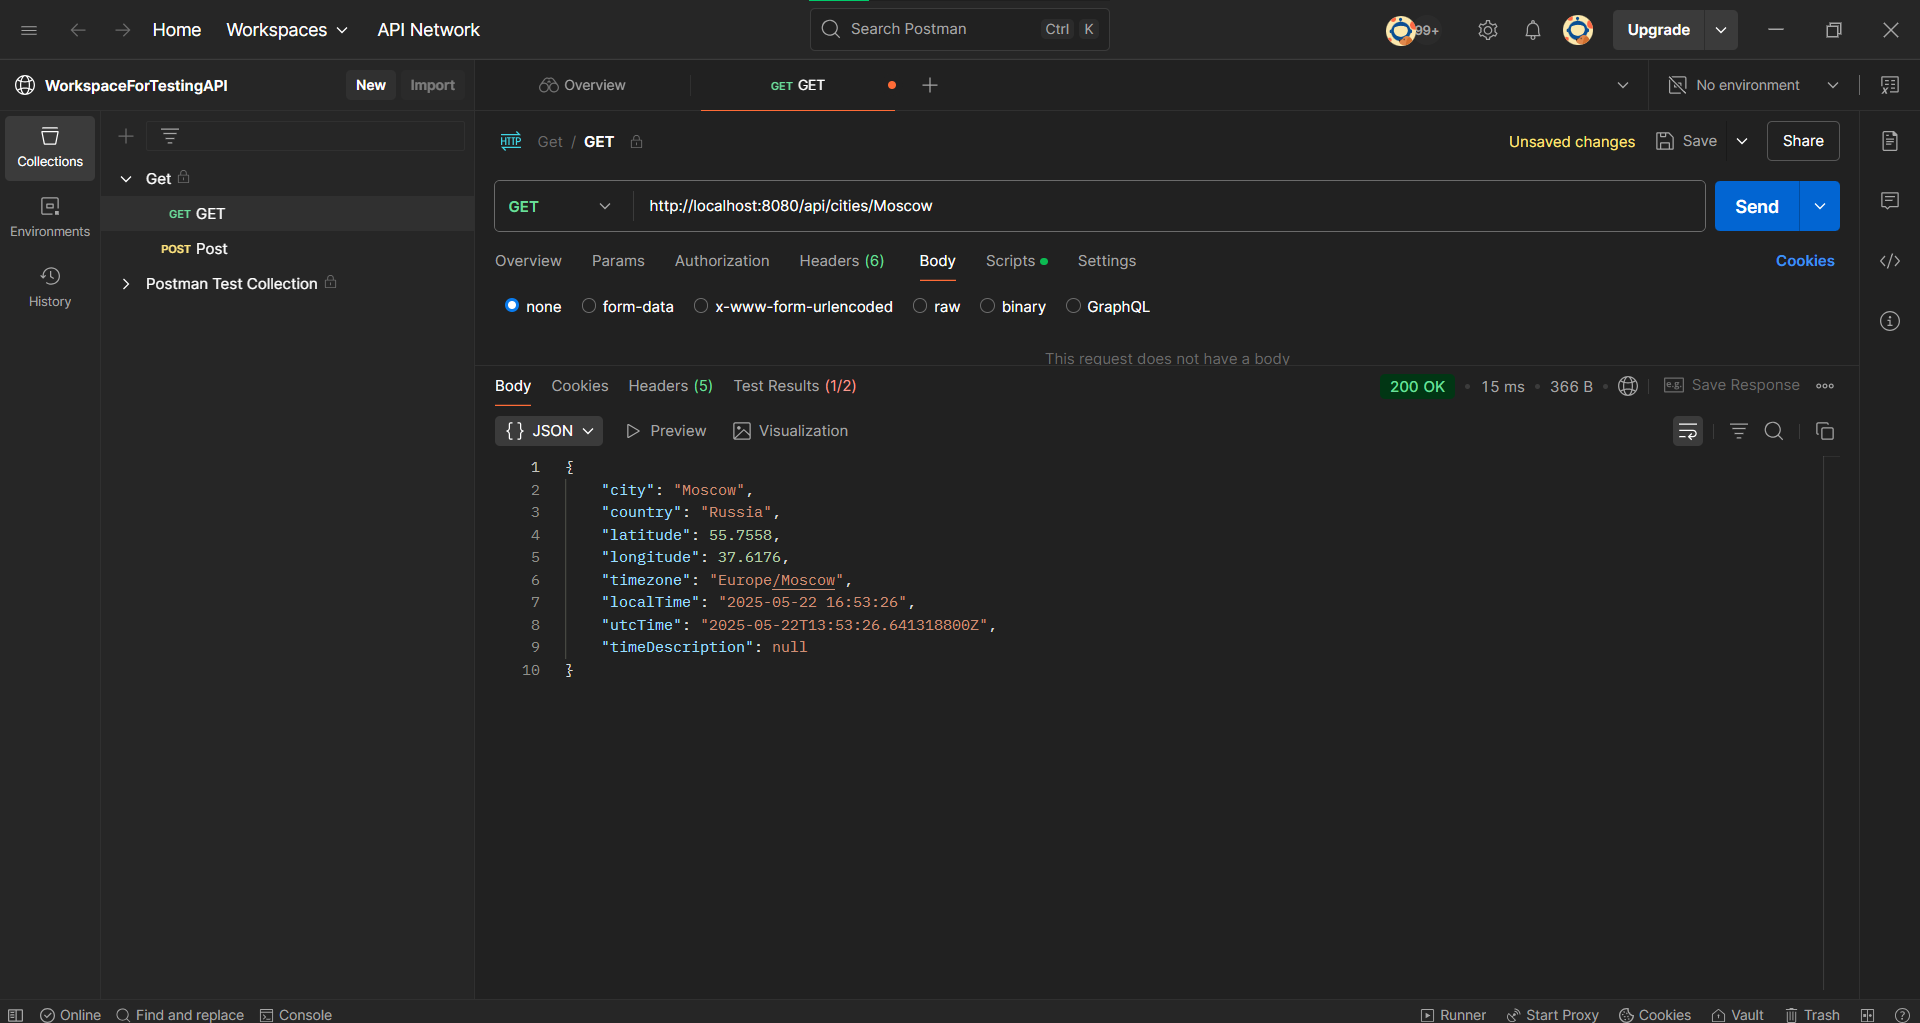 Home Workspaces API Network Search Postman Ctrl K 99+ Upgrade
WorkspaceForTestingAPI New Import Overview GET GET No environment
Collections
Environments
History
Get
GET GET
POST Post
Postman Test Collection
HTTP Get / GET Unsaved changes Save Share
GET http://localhost:8080/api/cities/Moscow Send
Overview Params Authorization Headers (6) Body Scripts Settings Cookies
none form-data x-www-form-urlencoded raw binary GraphQL
This request does not have a body
Body Cookies Headers (5) Test Results (1/2) 200 OK 15 ms 366 B e.g. Save Response
{} JSON Preview Visualization
1 {
2 "city": "Moscow",
3 "country": "Russia",
4 "latitude": 55.7558,
5 "longitude": 37.6176,
6 "timezone": "Europe/Moscow",
7 "localTime": "2025-05-22 16:53:26",
8 "utcTime": "2025-05-22T13:53:26.641318800Z",
9 "timeDescription": null
10 }
Online Find and replace Console Runner Start Proxy Cookies Vault Trash